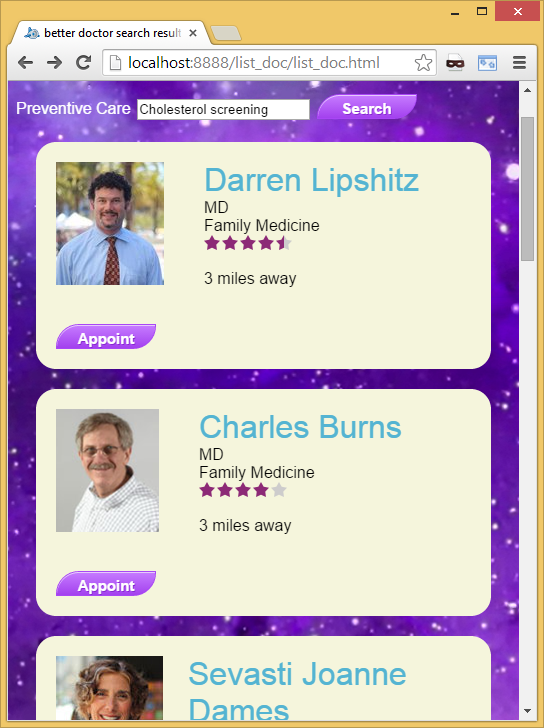 better doctor search result
localhost:8888/list_doc/list_doc.html
Preventive Care Cholesterol screening Search
Darren Lipshitz
MD
Family Medicine
3 miles away
Appoint
Charles Burns
MD
Family Medicine
3 miles away
Appoint
Sevasti Joanne
Dames